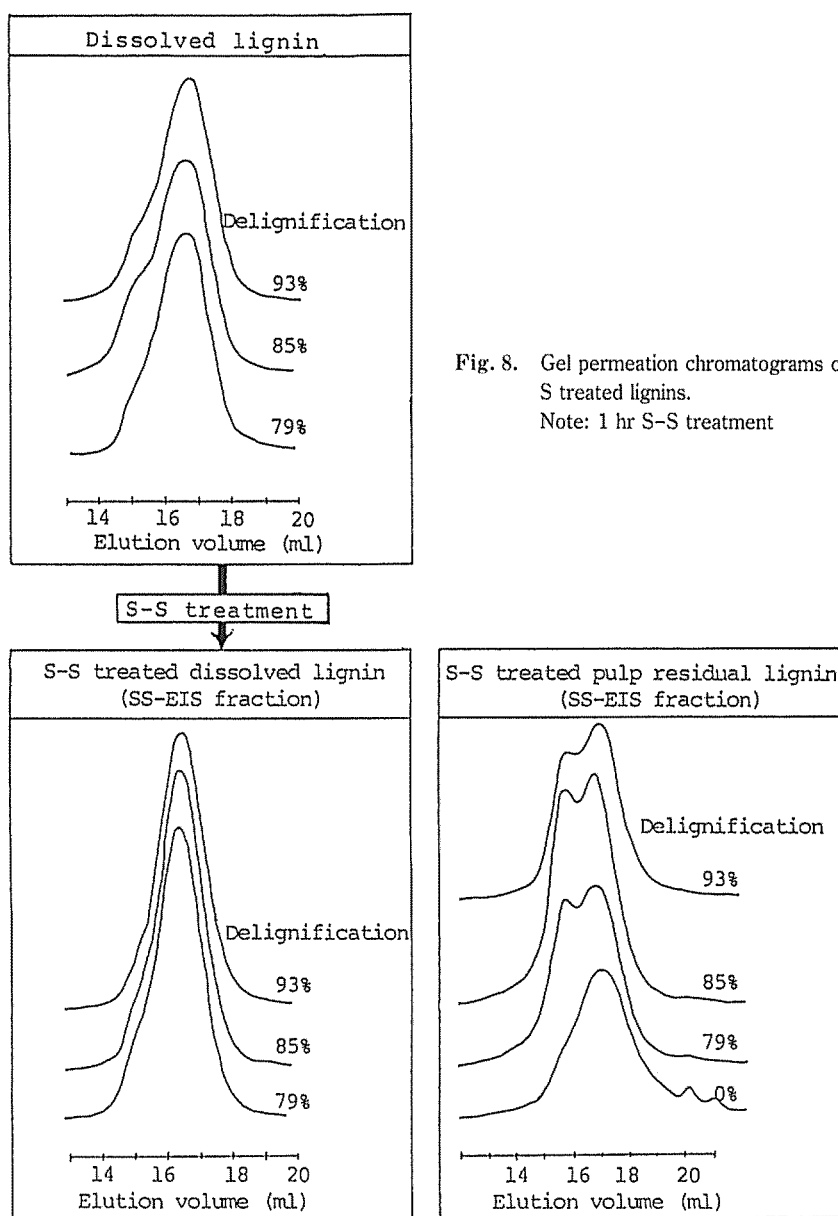 Dissolved lignin
Delignification
93%
85%
79%
14 16 18 20
Elution volume (ml)
Fig. 8. Gel permeation chromatograms o
S treated lignins.
Note: 1 hr S-S treatment
S-S treatment
S-S treated dissolved lignin
(SS-EIS fraction)
Delignification
93%
85%
79%
14 16 18 20
Elution volume (ml)
S-S treated pulp residual lignin
(SS-EIS fraction)
Delignification
93%
85%
79%
0%
14 16 18 20
Elution volume (ml)